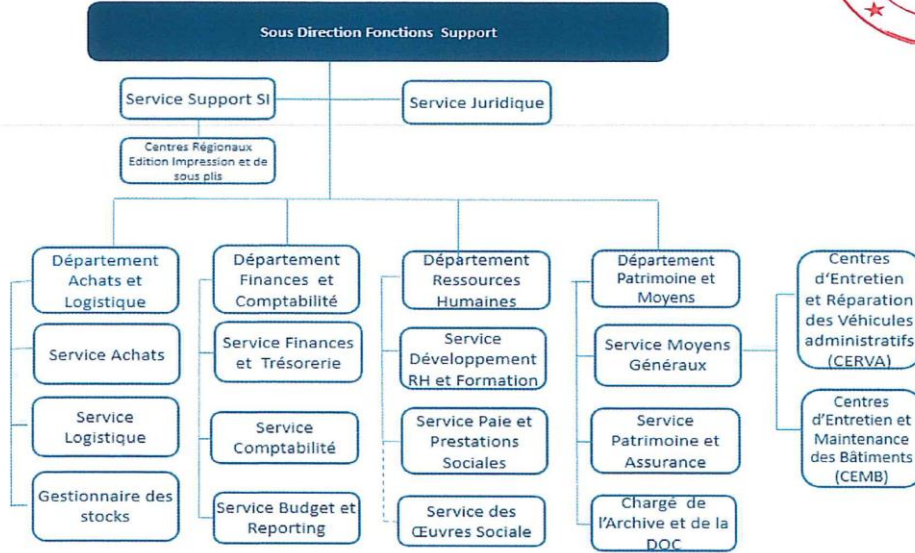 Sous Direction Fonctions Support
Service Support SI
Service Juridique
Centres Régionaux
Edition Impression et de
sous plis
Département
Achats et
Logistique
Service Achats
Service
Logistique
Gestionnaire des
stocks
Département
Finances et
Comptabilité
Service Finances
et Trésorerie
Service
Comptabilité
Service Budget et
Reporting
Département
Ressources
Humaines
Service
Développement
RH et Formation
Service Paie et
Prestations
Sociales
Service des
Œuvres Sociale
Département
Patrimoine et
Moyens
Service Moyens
Généraux
Service
Patrimoine et
Assurance
Chargé de
l'Archive et de la
DOC
Centres
d'Entretien
et Réparation
des Véhicules
administratifs
(CERVA)
Centres
d'Entretien et
Maintenance
des Bâtiments
(CEMB)